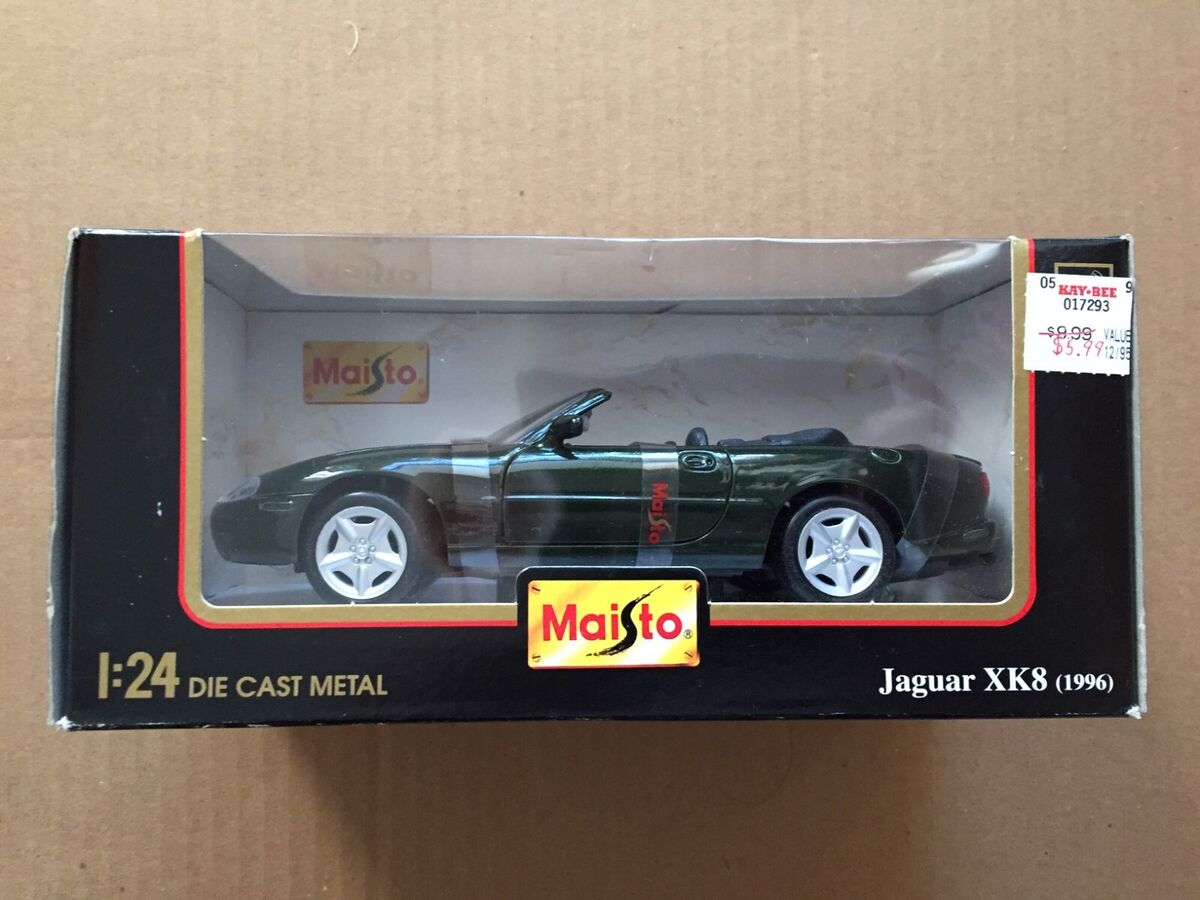 05 KAY·BEE 9
017293
$9.99 VALUE
$5.99 12/95
Maisto®
Maisto
Maisto®
1:24 DIE CAST METAL
Jaguar XK8 (1996)